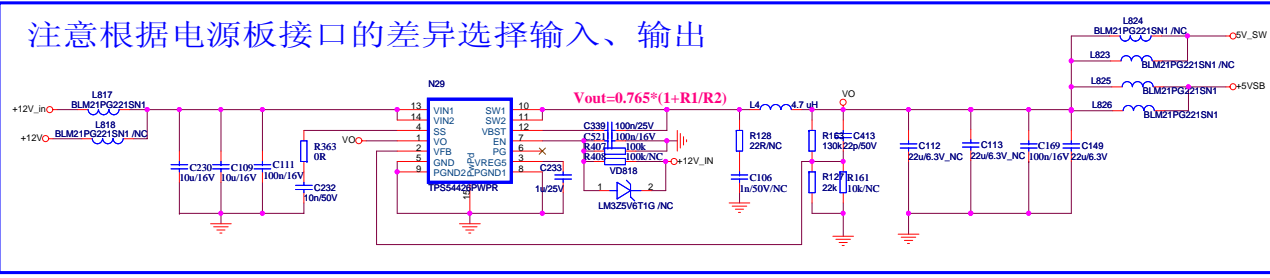 注意根据电源板接口的差异选择输入、输出
L824
BLM21PG221SN1 /NC
5V_SW
L823
BLM21PG221SN1 /NC
L825
BLM21PG221SN1
+5VSB
L826
BLM21PG221SN1
L817
BLM21PG221SN1
+12V_in
L818
+12V
BLM21PG221SN1 /NC
C230
10u/16V
C109
10u/16V
C111
100n/16V
R363
0R
C232
10n/50V
VO
N29
13 VIN1 SW1 10
14 VIN2 SW2 11
4 SS VBST 12
1 VO EN 7
2 VFB PG 6
5 GND VREG5 3
9 PGND2 PGND1 8
PwPd
15
TPS54426PWPR
Vout=0.765*(1+R1/R2)
C339 100n/25V
C521 100n/16V
R407 100k
R408 100k/NC
+12V_IN
C233
1u/25V
VD818
1 2
LM3Z5V6T1G /NC
L4 4.7 uH
VO
R128
22R/NC
C106
1n/50V/NC
R163
130k
C413
22p/50V
R127
22k
R161
10k/NC
C112
22u/6.3V_NC
C113
22u/6.3V_NC
C169
100n/16V
C149
22u/6.3V